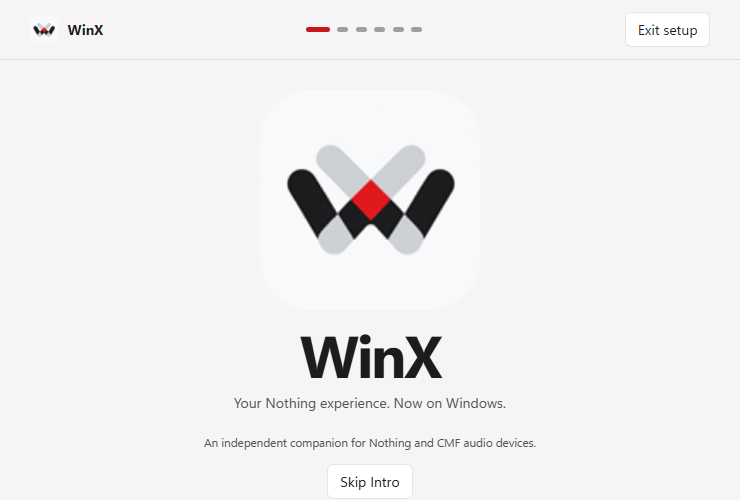 WinX
Exit setup
WinX
Your Nothing experience. Now on Windows.
An independent companion for Nothing and CMF audio devices.
Skip Intro